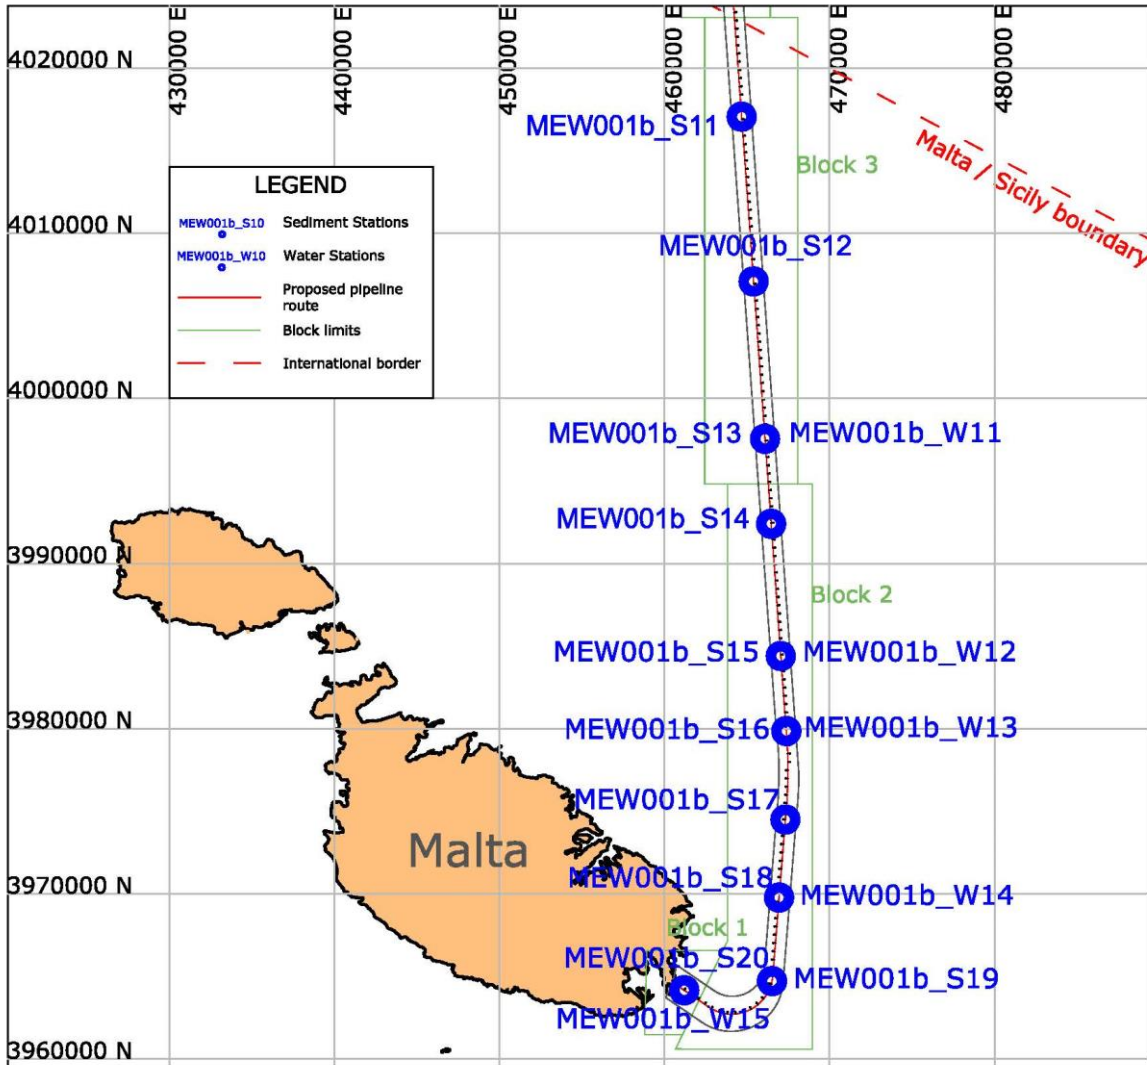 430000 E
440000 E
450000 E
460000 E
470000 E
480000 E
4020000 N
MEW001b_S11
Malta / Sicily boundary
Block 3
LEGEND
MEW001b_S10 Sediment Stations
MEW001b_W10 Water Stations
Proposed pipeline
route
Block limits
International border
4010000 N
MEW001b_S12
4000000 N
MEW001b_S13 MEW001b_W11
MEW001b_S14
3990000 N
Block 2
MEW001b_S15 MEW001b_W12
3980000 N
MEW001b_S16 MEW001b_W13
MEW001b_S17
Malta
MEW001b_S18 MEW001b_W14
3970000 N
Block 1
MEW001b_S20
MEW001b_S19
MEW001b_W15
3960000 N